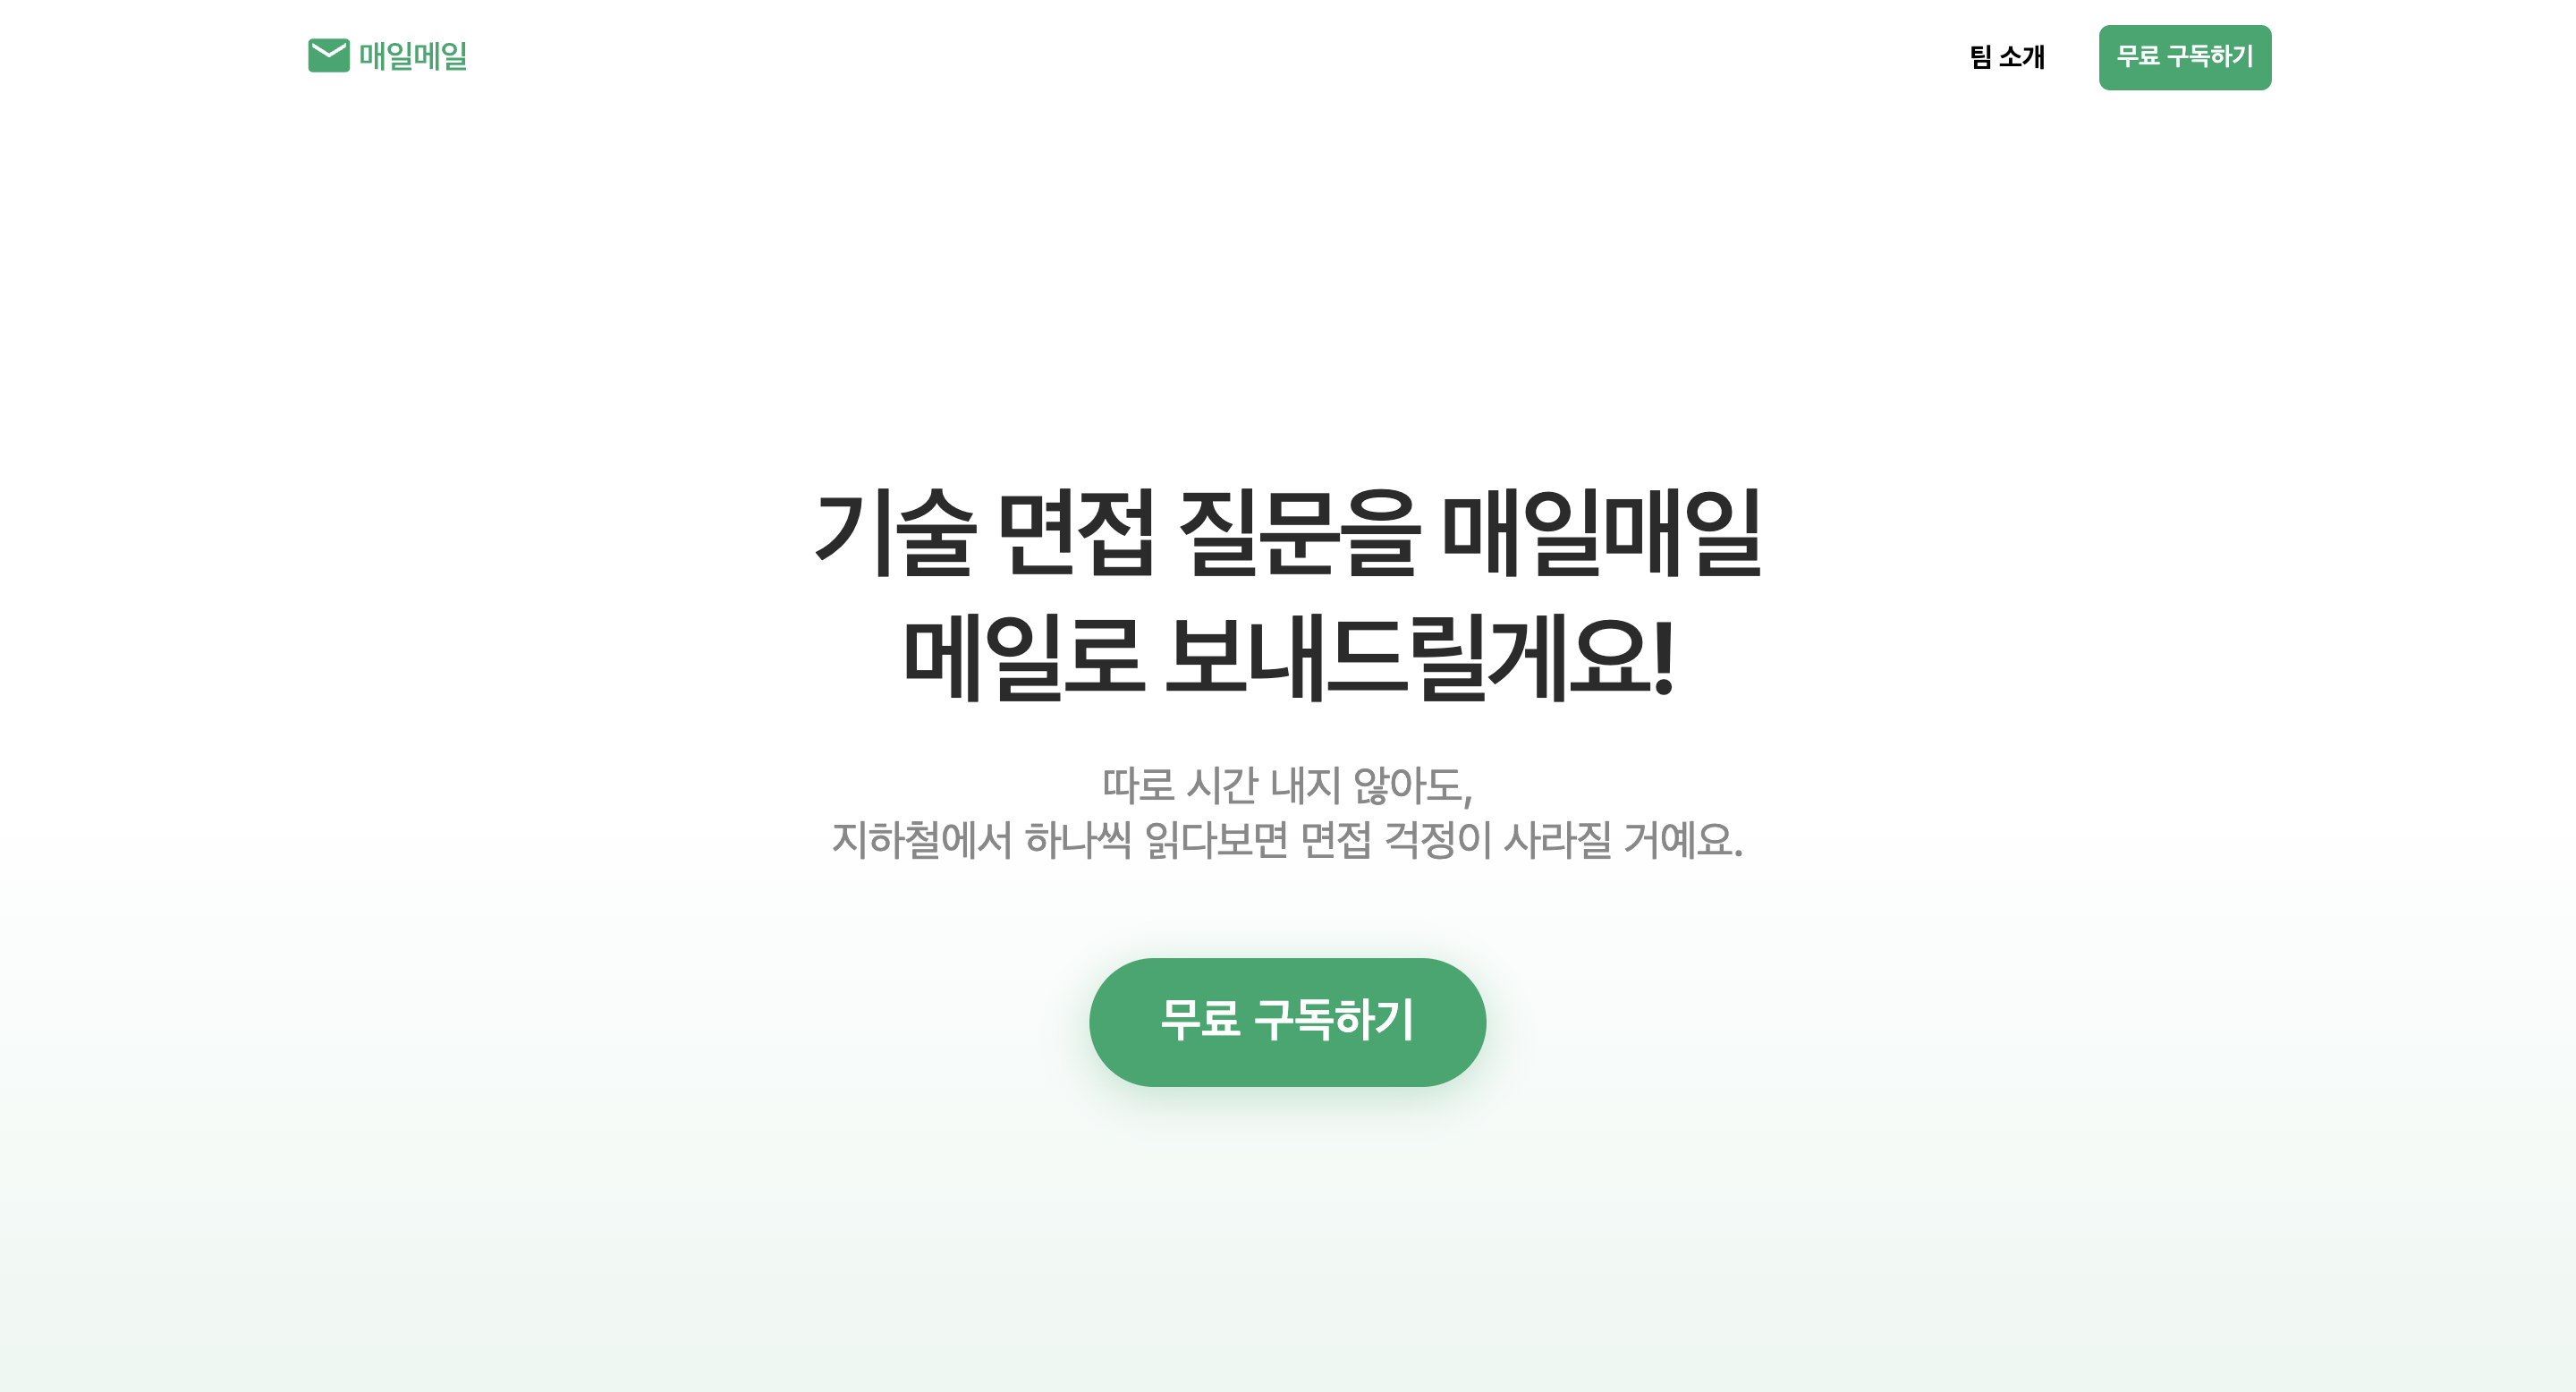 매일메일
팀 소개
무료 구독하기
기술 면접 질문을 매일매일
메일로 보내드릴게요!
따로 시간 내지 않아도,
지하철에서 하나씩 읽다보면 면접 걱정이 사라질 거예요.
무료 구독하기